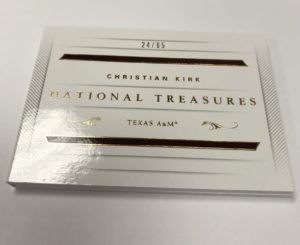 24/65
CHRISTIAN KIRK
NATIONAL TREASURES
TEXAS A&M®